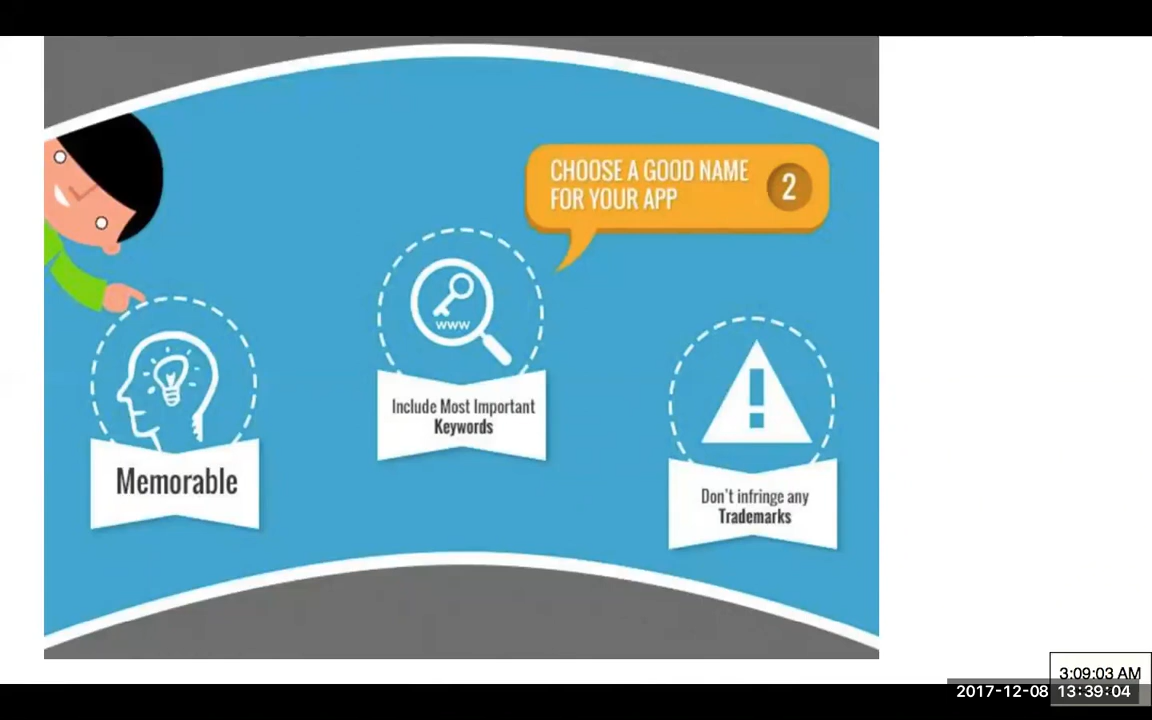 CHOOSE A GOOD NAME
FOR YOUR APP
2
www
Include Most Important
Keywords
Memorable
Don't infringe any
Trademarks
3:09:03 AM
2017-12-08 13:39:04